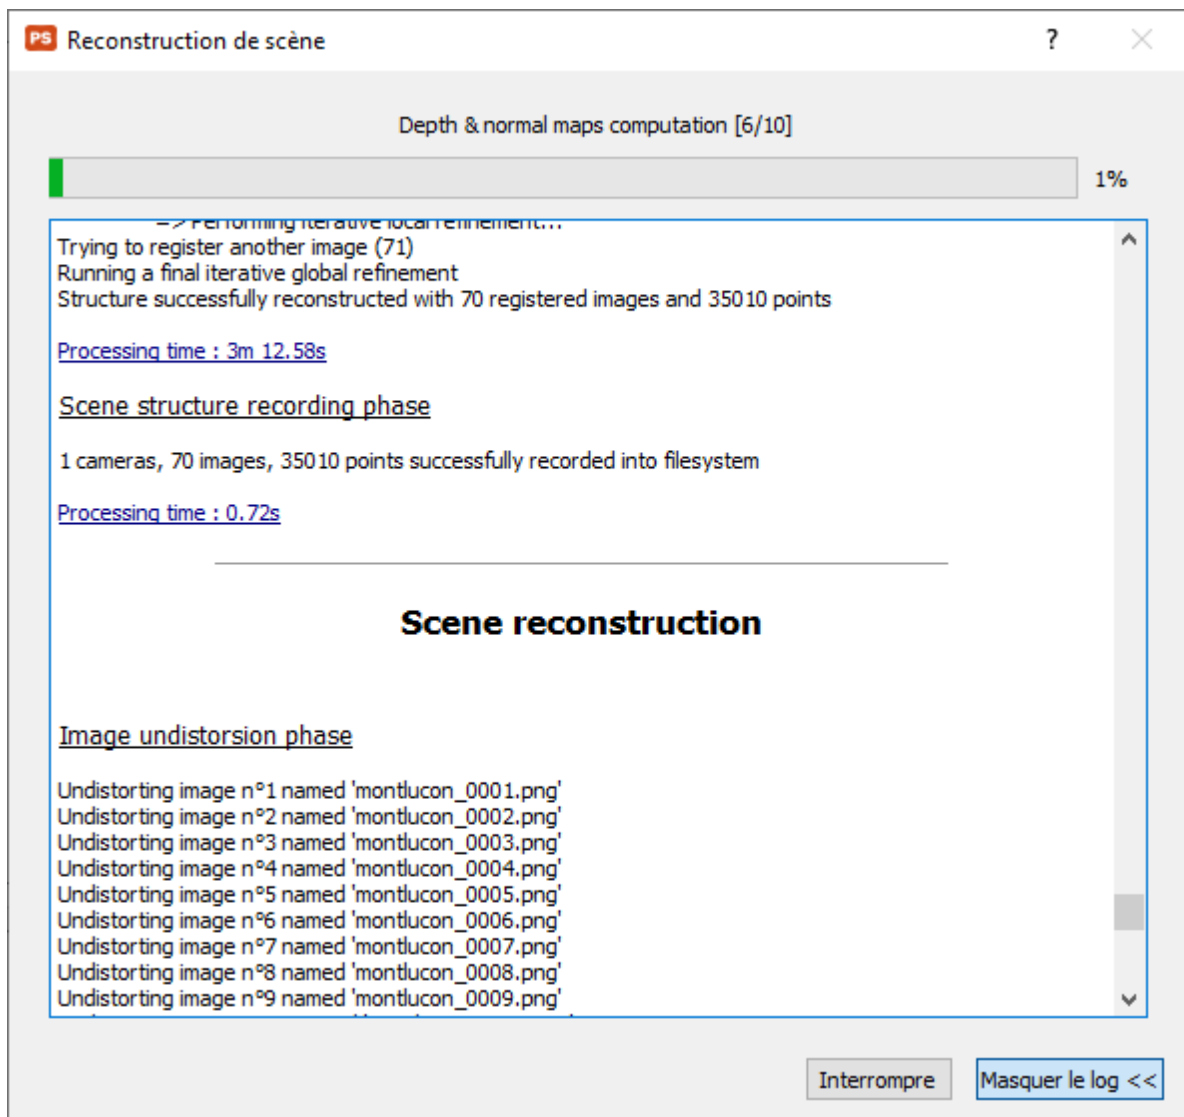 PS Reconstruction de scène ?
Depth & normal maps computation [6/10]
1%
=> Performing iterative local refinement...
Trying to register another image (71)
Running a final iterative global refinement
Structure successfully reconstructed with 70 registered images and 35010 points
Processing time : 3m 12.58s
Scene structure recording phase
1 cameras, 70 images, 35010 points successfully recorded into filesystem
Processing time : 0.72s
Scene reconstruction
Image undistorsion phase
Undistorting image n°1 named 'montlucon_0001.png'
Undistorting image n°2 named 'montlucon_0002.png'
Undistorting image n°3 named 'montlucon_0003.png'
Undistorting image n°4 named 'montlucon_0004.png'
Undistorting image n°5 named 'montlucon_0005.png'
Undistorting image n°6 named 'montlucon_0006.png'
Undistorting image n°7 named 'montlucon_0007.png'
Undistorting image n°8 named 'montlucon_0008.png'
Undistorting image n°9 named 'montlucon_0009.png'
Interrompre Masquer le log <<